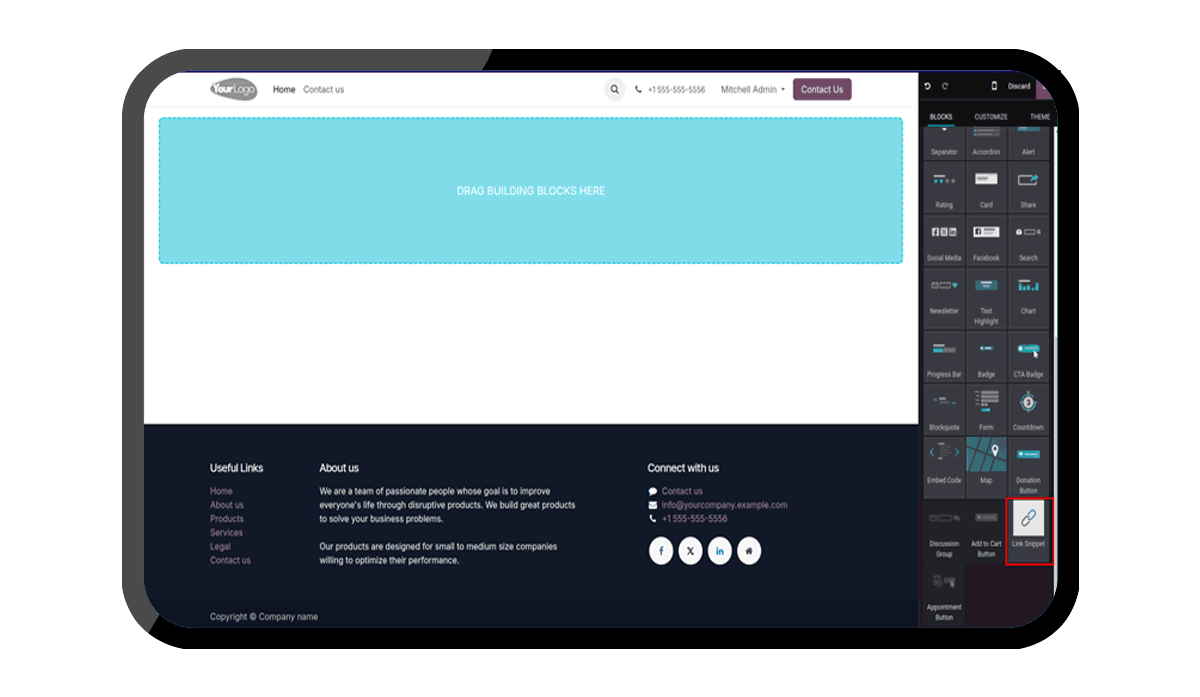 YourLogo
Home
Contact us
+1 555-555-5556
Mitchell Admin
Contact Us
Discard
BLOCKS
CUSTOMIZE
THEME
DRAG BUILDING BLOCKS HERE
Separator
Accordion
Alert
Rating
Card
Share
Social Media
Facebook
Search
Newsletter
Text
Highlight
Chart
Progress Bar
Badge
CTA Badge
Blockquote
Form
3
Countdown
Embed Code
Map
Donation
Button
Discussion
Group
Add to Cart
Button
Link Snippet
Appointment
Button
Useful Links
Home
About us
Products
Services
Legal
Contact us
About us
We are a team of passionate people whose goal is to improve
everyone's life through disruptive products. We build great products
to solve your business problems.
Our products are designed for small to medium size companies
willing to optimize their performance.
Connect with us
Contact us
info@yourcompany.example.com
+1 555-555-5556
Copyright © Company name